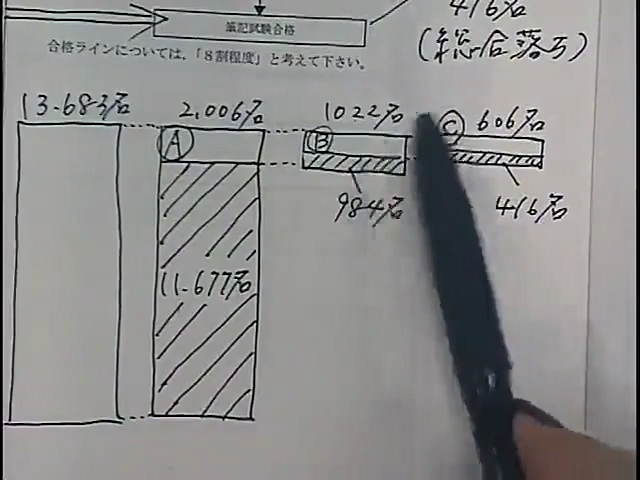 416名
筆記試験合格
(総合落ち)
合格ラインについては、「8割程度」と考えて下さい。
13.683名
2.006名
1022名
606名
A
B
C
984名
416名
11.677名